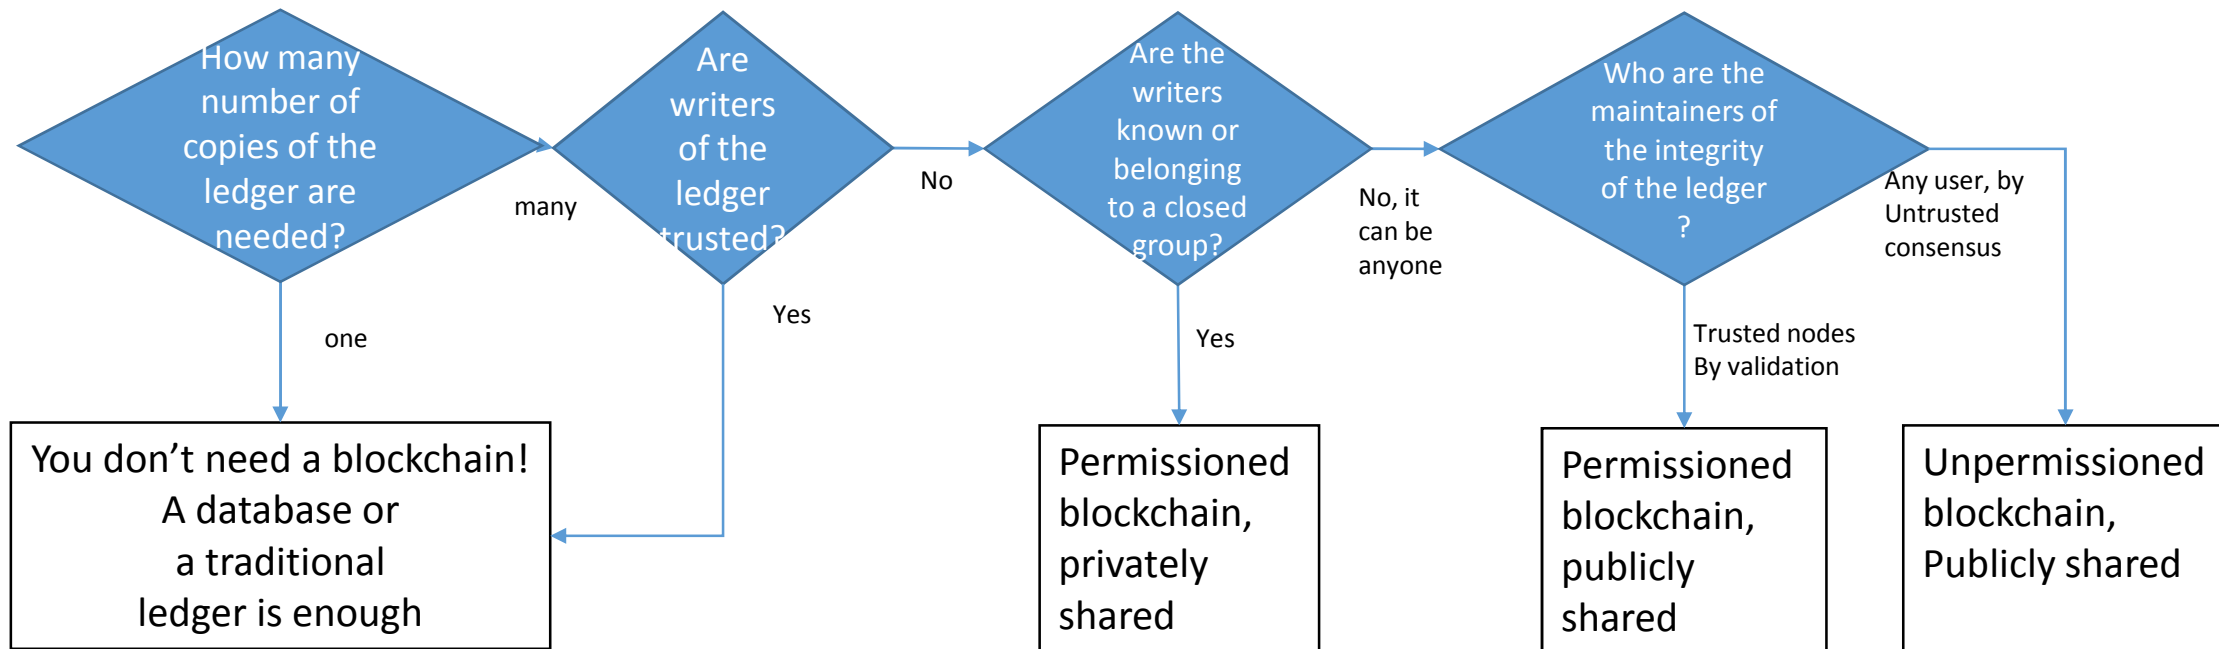 How many
number of
copies of the
ledger are
needed?
many
one
Are
writers
of the
ledger
trusted?
No
Yes
Are the
writers
known or
belonging
to a closed
group?
No, it
can be
anyone
Yes
Who are the
maintainers of
the integrity
of the ledger
?
Any user, by
Untrusted
consensus
Trusted nodes
By validation
You don’t need a blockchain!
A database or
a traditional
ledger is enough
Permissioned
blockchain,
privately
shared
Permissioned
blockchain,
publicly
shared
Unpermissioned
blockchain,
Publicly shared